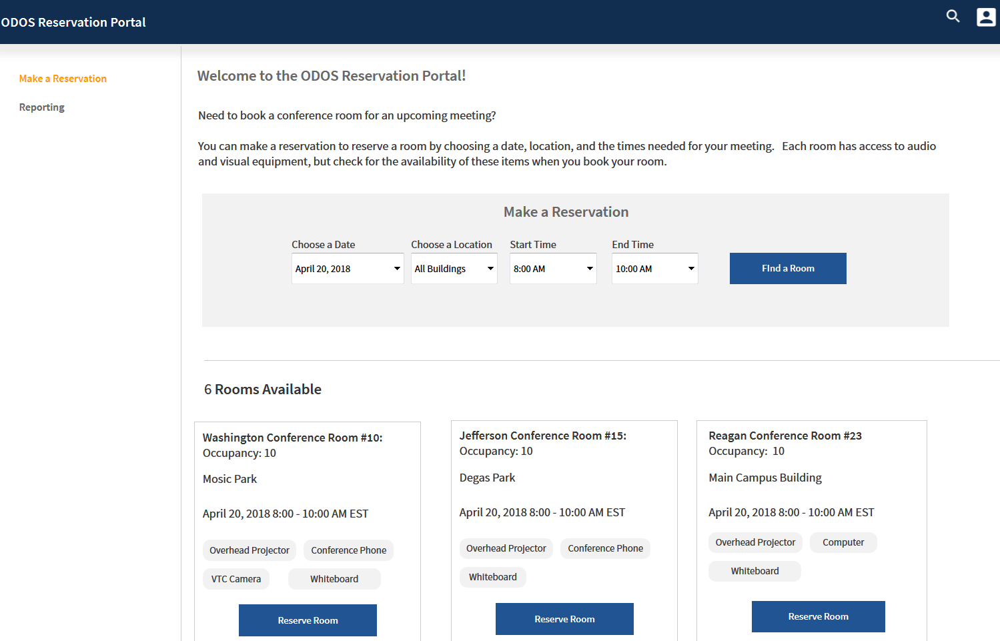 ODOS Reservation Portal
Make a Reservation
Reporting
Welcome to the ODOS Reservation Portal!
Need to book a conference room for an upcoming meeting?
You can make a reservation to reserve a room by choosing a date, location, and the times needed for your meeting.   Each room has access to audio
and visual equipment, but check for the availability of these items when you book your room.
Make a Reservation
Choose a Date
Choose a Location
Start Time
End Time
April 20, 2018
All Buildings
8:00 AM
10:00 AM
FInd a Room
6 Rooms Available
Washington Conference Room #10:
Occupancy: 10
Mosic Park
April 20, 2018 8:00 - 10:00 AM EST
Overhead Projector
Conference Phone
VTC Camera
Whiteboard
Reserve Room
Jefferson Conference Room #15:
Occupancy: 10
Degas Park
April 20, 2018 8:00 - 10:00 AM EST
Overhead Projector
Conference Phone
Whiteboard
Reserve Room
Reagan Conference Room #23
Occupancy:  10
Main Campus Building
April 20, 2018 8:00 - 10:00 AM EST
Overhead Projector
Computer
Whiteboard
Reserve Room